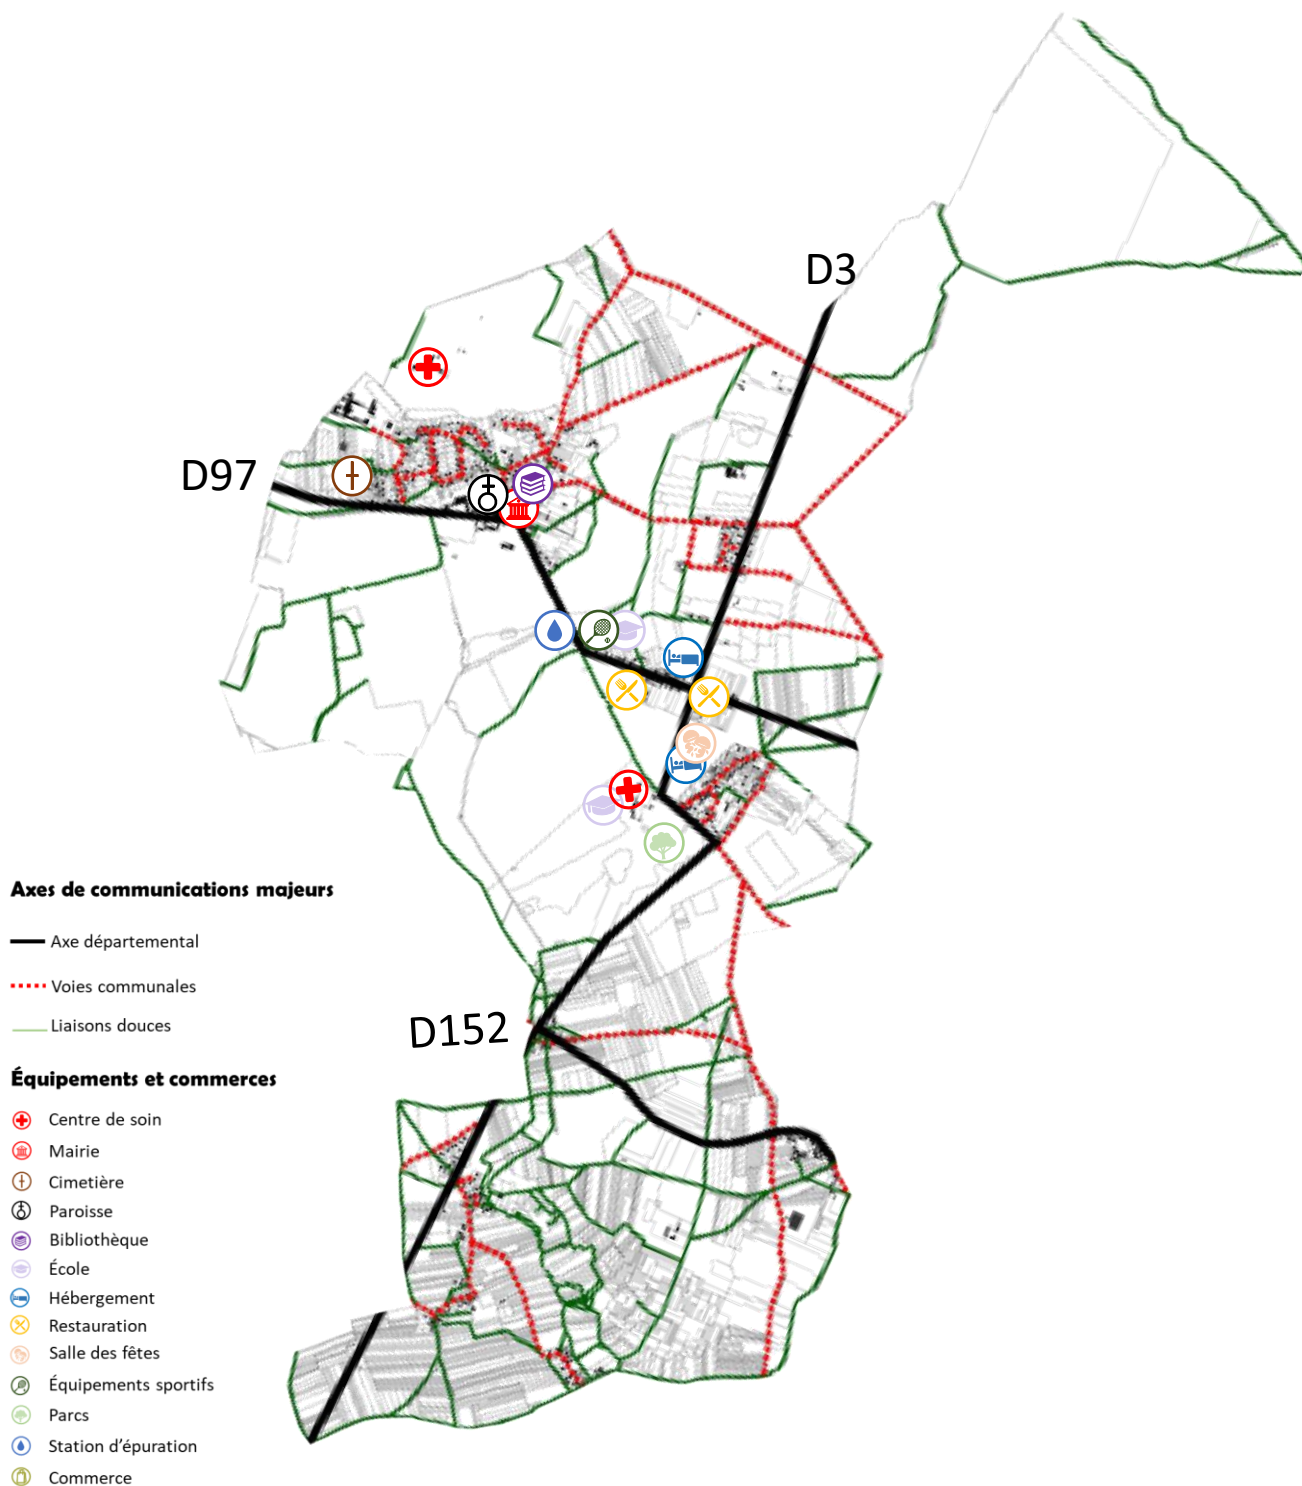 D3
D97
D152
Axes de communications majeurs
Axe départemental
Voies communales
Liaisons douces
Équipements et commerces
Centre de soin
Mairie
Cimetière
Paroisse
Bibliothèque
École
Hébergement
Restauration
Salle des fêtes
Équipements sportifs
Parcs
Station d'épuration
Commerce